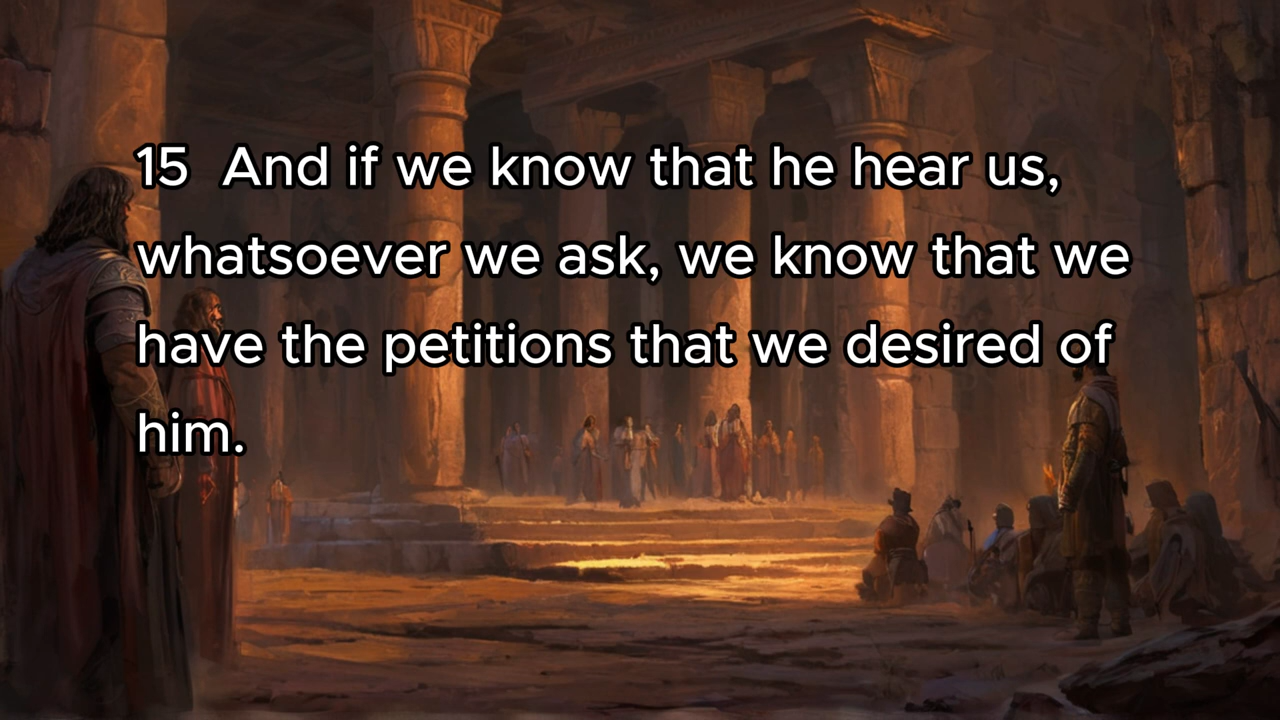 15  And if we know that he hear us,
whatsoever we ask, we know that we
have the petitions that we desired of
him.